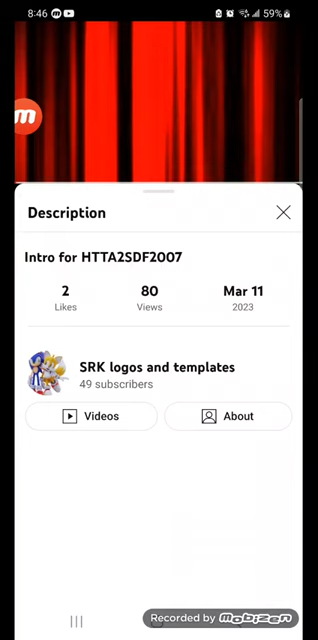 8:46
59%
m
Description
Intro for HTTA2SDF2007
2 80 Mar 11
Likes Views 2023
SRK logos and templates
49 subscribers
Videos About
Recorded by mobizen